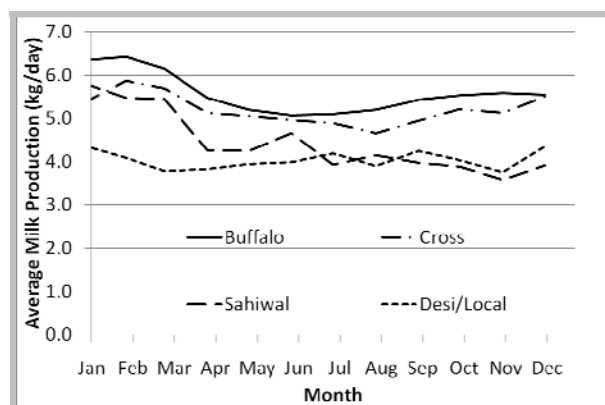 Average Milk Production (kg/day)
7.0
6.0
5.0
4.0
3.0
2.0
1.0
0.0
Buffalo Cross
Sahiwal Desi/Local
Jan Feb Mar Apr May Jun Jul Aug Sep Oct Nov Dec
Month